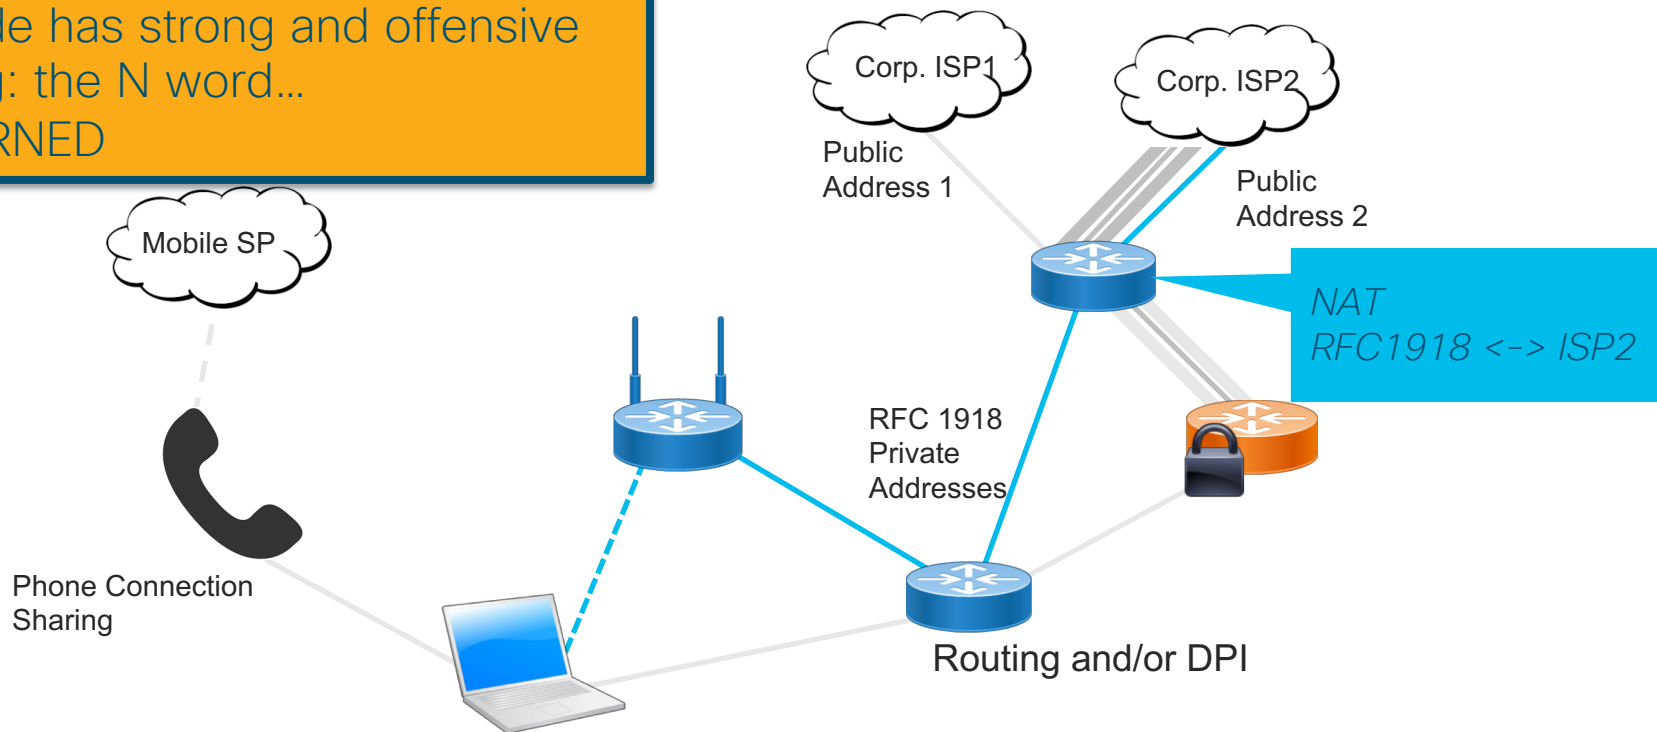 de has strong and offensive
g: the N word...
RNED
Corp. ISP1
Corp. ISP2
Public
Address 1
Public
Address 2
Mobile SP
NAT
RFC1918 <-> ISP2
RFC 1918
Private
Addresses
Phone Connection
Sharing
Routing and/or DPI